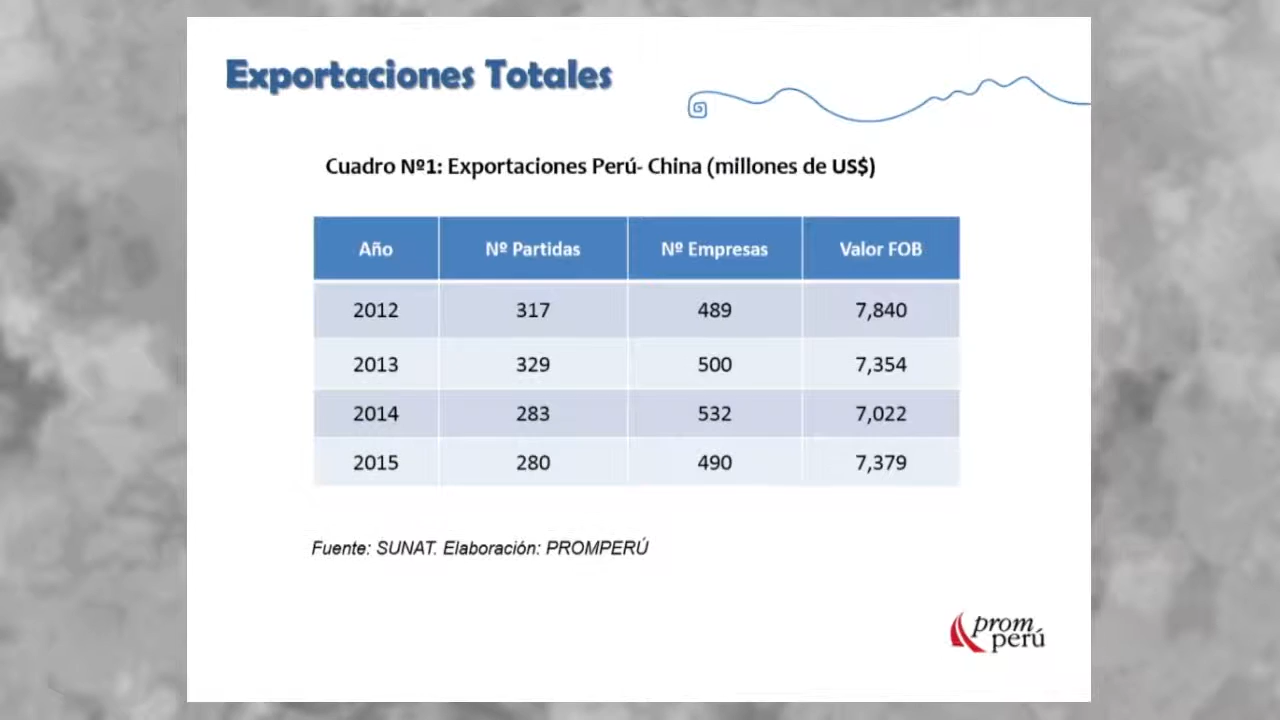 Exportaciones Totales
Cuadro Nº1: Exportaciones Perú- China (millones de US$)
Año Nº Partidas Nº Empresas Valor FOB
2012 317 489 7,840
2013 329 500 7,354
2014 283 532 7,022
2015 280 490 7,379
Fuente: SUNAT. Elaboración: PROMPERÚ
prom
perú